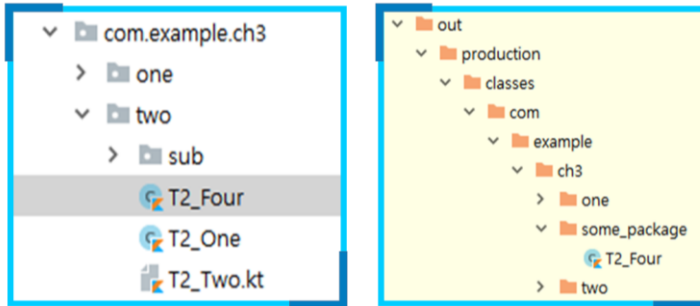 com.example.ch3
one
two
sub
T2_Four
T2_One
T2_Two.kt
out
production
classes
com
example
ch3
one
some_package
T2_Four
two